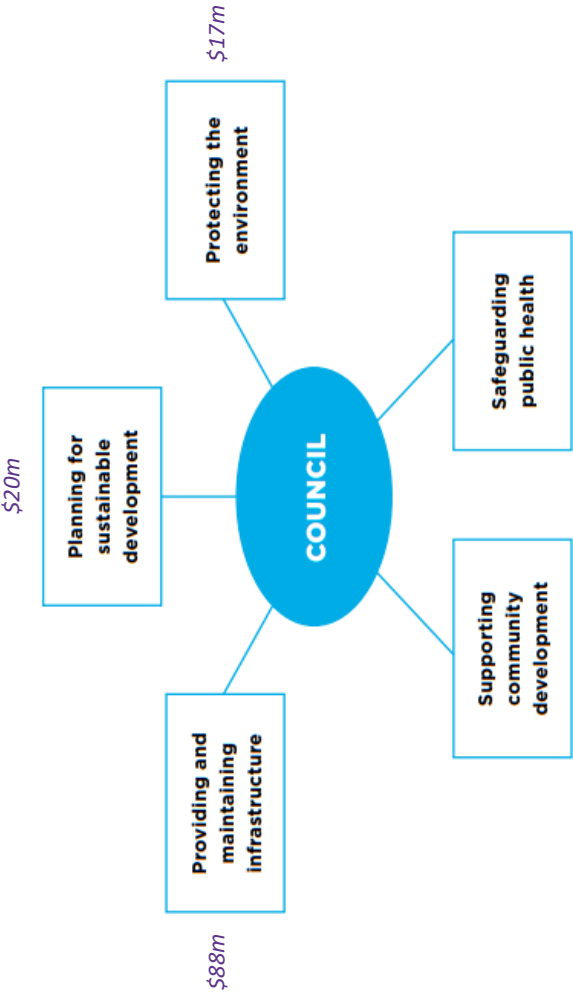 $20m
Planning for
sustainable
development
$88m
Providing and
maintaining
infrastructure
Protecting the
environment
$17m
COUNCIL
Supporting
community
development
Safeguarding
public health